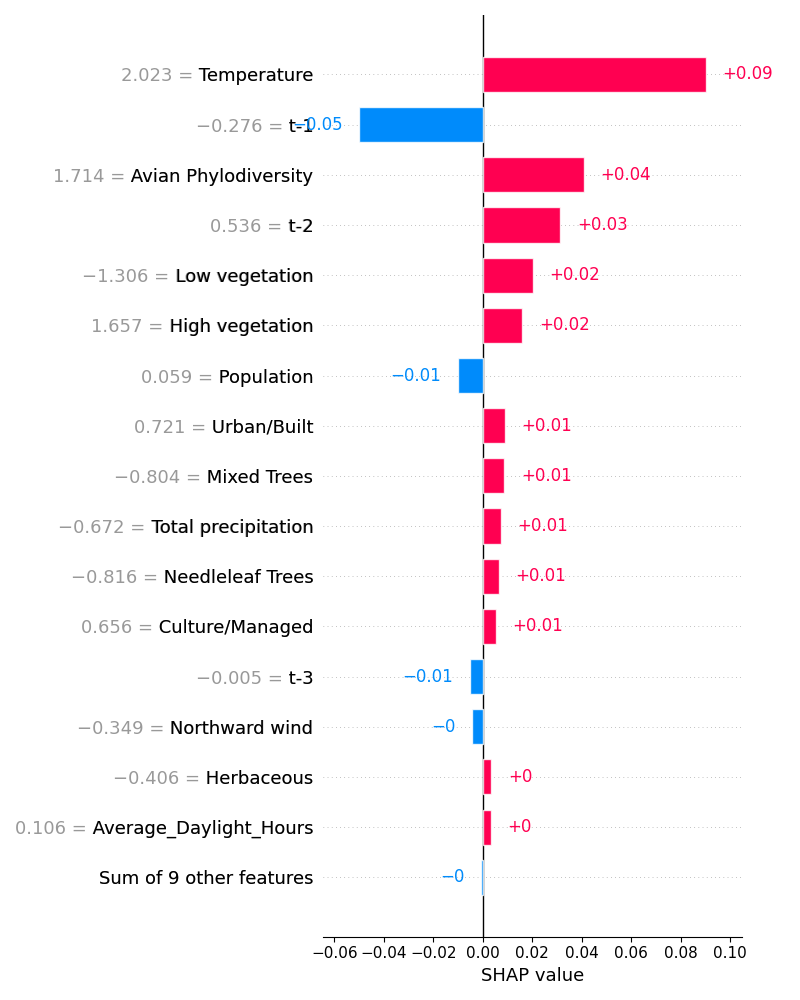 2.023 = Temperature +0.09
−0.276 = t-1 −0.05
1.714 = Avian Phylodiversity +0.04
0.536 = t-2 +0.03
−1.306 = Low vegetation +0.02
1.657 = High vegetation +0.02
0.059 = Population −0.01
0.721 = Urban/Built +0.01
−0.804 = Mixed Trees +0.01
−0.672 = Total precipitation +0.01
−0.816 = Needleleaf Trees +0.01
0.656 = Culture/Managed +0.01
−0.005 = t-3 −0.01
−0.349 = Northward wind −0
−0.406 = Herbaceous +0
0.106 = Average_Daylight_Hours +0
Sum of 9 other features −0
−0.06 −0.04 −0.02 0.00 0.02 0.04 0.06 0.08 0.10
SHAP value